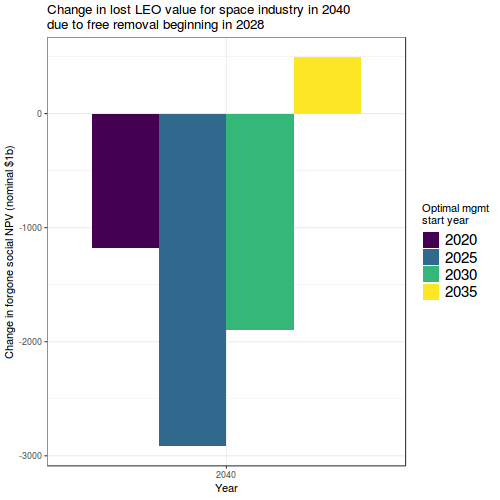 Change in lost LEO value for space industry in 2040
due to free removal beginning in 2028
Change in forgone social NPV (nominal $1b)
0
-1000
-2000
-3000
2040
Year
Optimal mgmt
start year
2020
2025
2030
2035